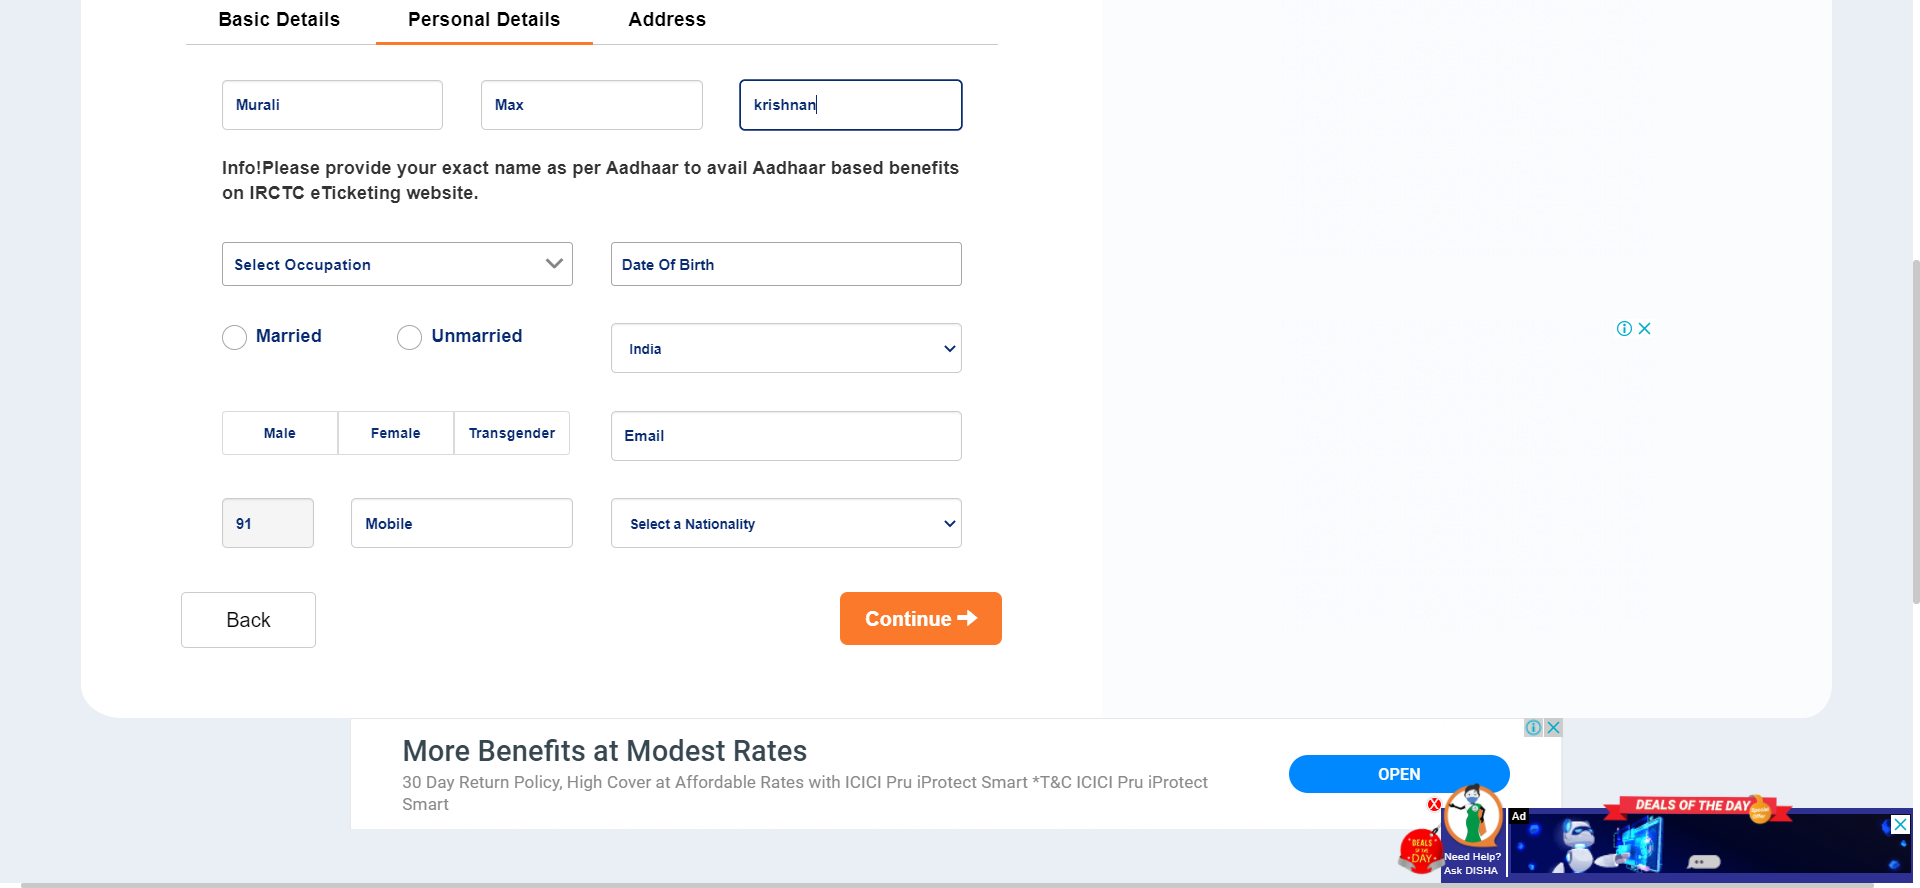 Basic Details
Personal Details
Address
Murali
Max
krishnan
Info!Please provide your exact name as per Aadhaar to avail Aadhaar based benefits
on IRCTC eTicketing website.
Select Occupation
Date Of Birth
Married
Unmarried
India
Male
Female
Transgender
Email
91
Mobile
Select a Nationality
Back
Continue
More Benefits at Modest Rates
30 Day Return Policy, High Cover at Affordable Rates with ICICI Pru iProtect Smart *T&C ICICI Pru iProtect
Smart
OPEN
DEALS
OF THE
DAY
Need Help?
Ask DISHA
Ad
DEALS OF THE DAY